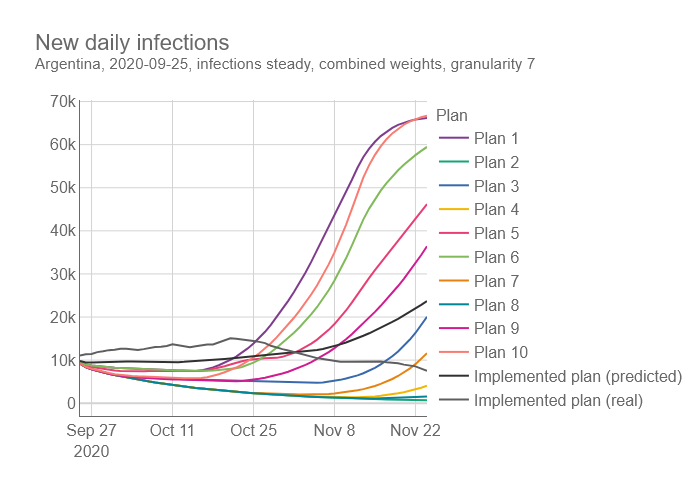 New daily infections
Argentina, 2020-09-25, infections steady, combined weights, granularity 7
70k
60k
50k
40k
30k
20k
10k
0
Sep 27
2020
Oct 11
Oct 25
Nov 8
Nov 22
Plan
Plan 1
Plan 2
Plan 3
Plan 4
Plan 5
Plan 6
Plan 7
Plan 8
Plan 9
Plan 10
Implemented plan (predicted)
Implemented plan (real)